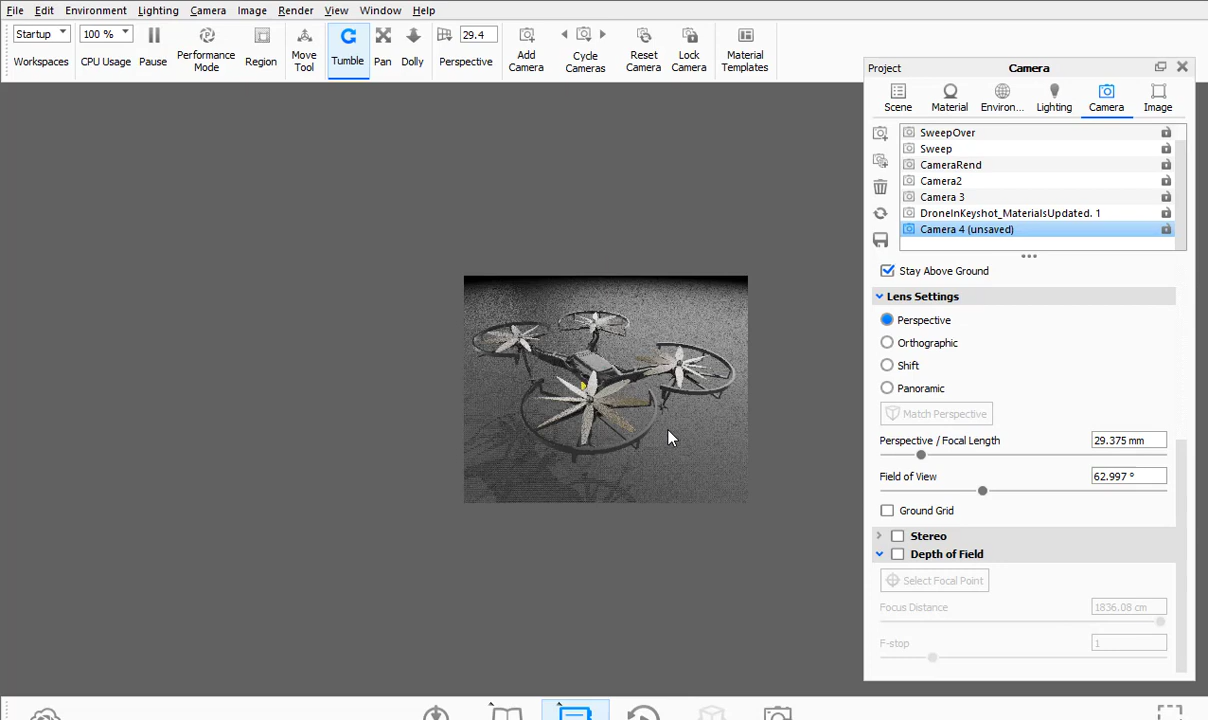 File Edit Environment Lighting Camera Image Render View Window Help
Startup 100 % 29.4
Workspaces CPU Usage Pause Performance Mode Region Move Tool Tumble Pan Dolly Perspective Add Camera Cycle Cameras Reset Camera Lock Camera Material Templates
Project Camera
Scene Material Environ... Lighting Camera Image
SweepOver
Sweep
CameraRend
Camera2
Camera 3
DroneInKeyshot_MaterialsUpdated. 1
Camera 4 (unsaved)
Stay Above Ground
Lens Settings
Perspective
Orthographic
Shift
Panoramic
Match Perspective
Perspective / Focal Length 29.375 mm
Field of View 62.997 °
Ground Grid
Stereo
Depth of Field
Select Focal Point
Focus Distance 1836.08 cm
F-stop 1